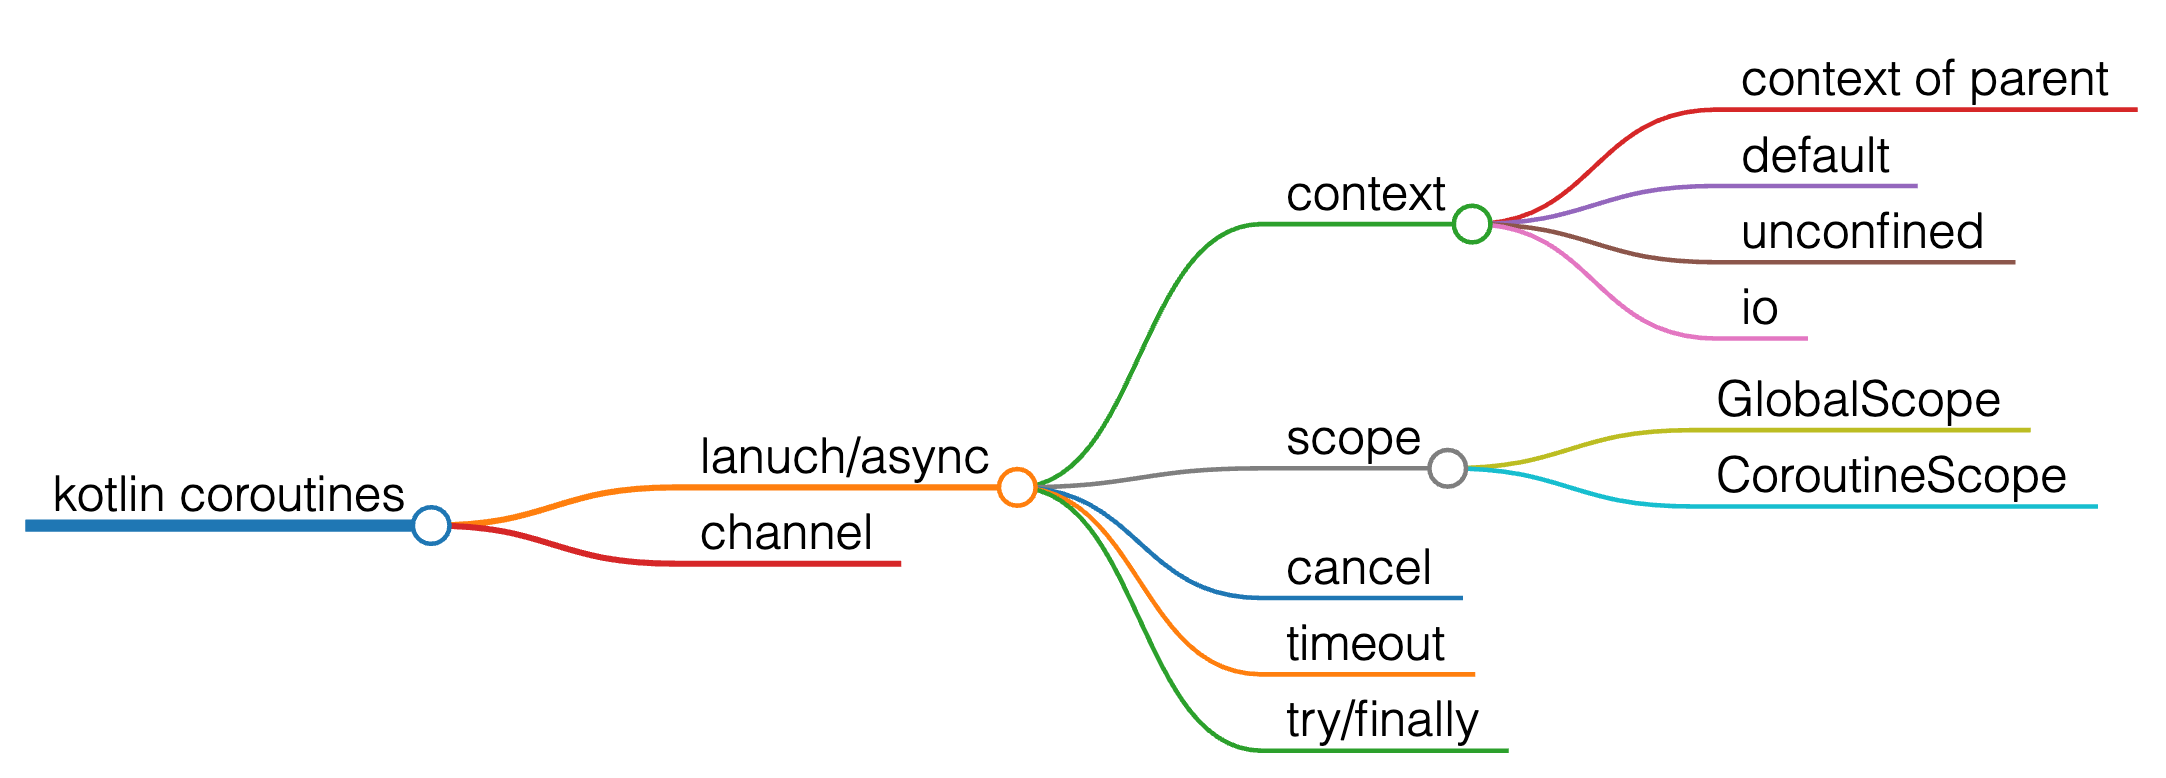 kotlin coroutines
lanuch/async
channel
context
context of parent
default
unconfined
io
scope
GlobalScope
CoroutineScope
cancel
timeout
try/finally